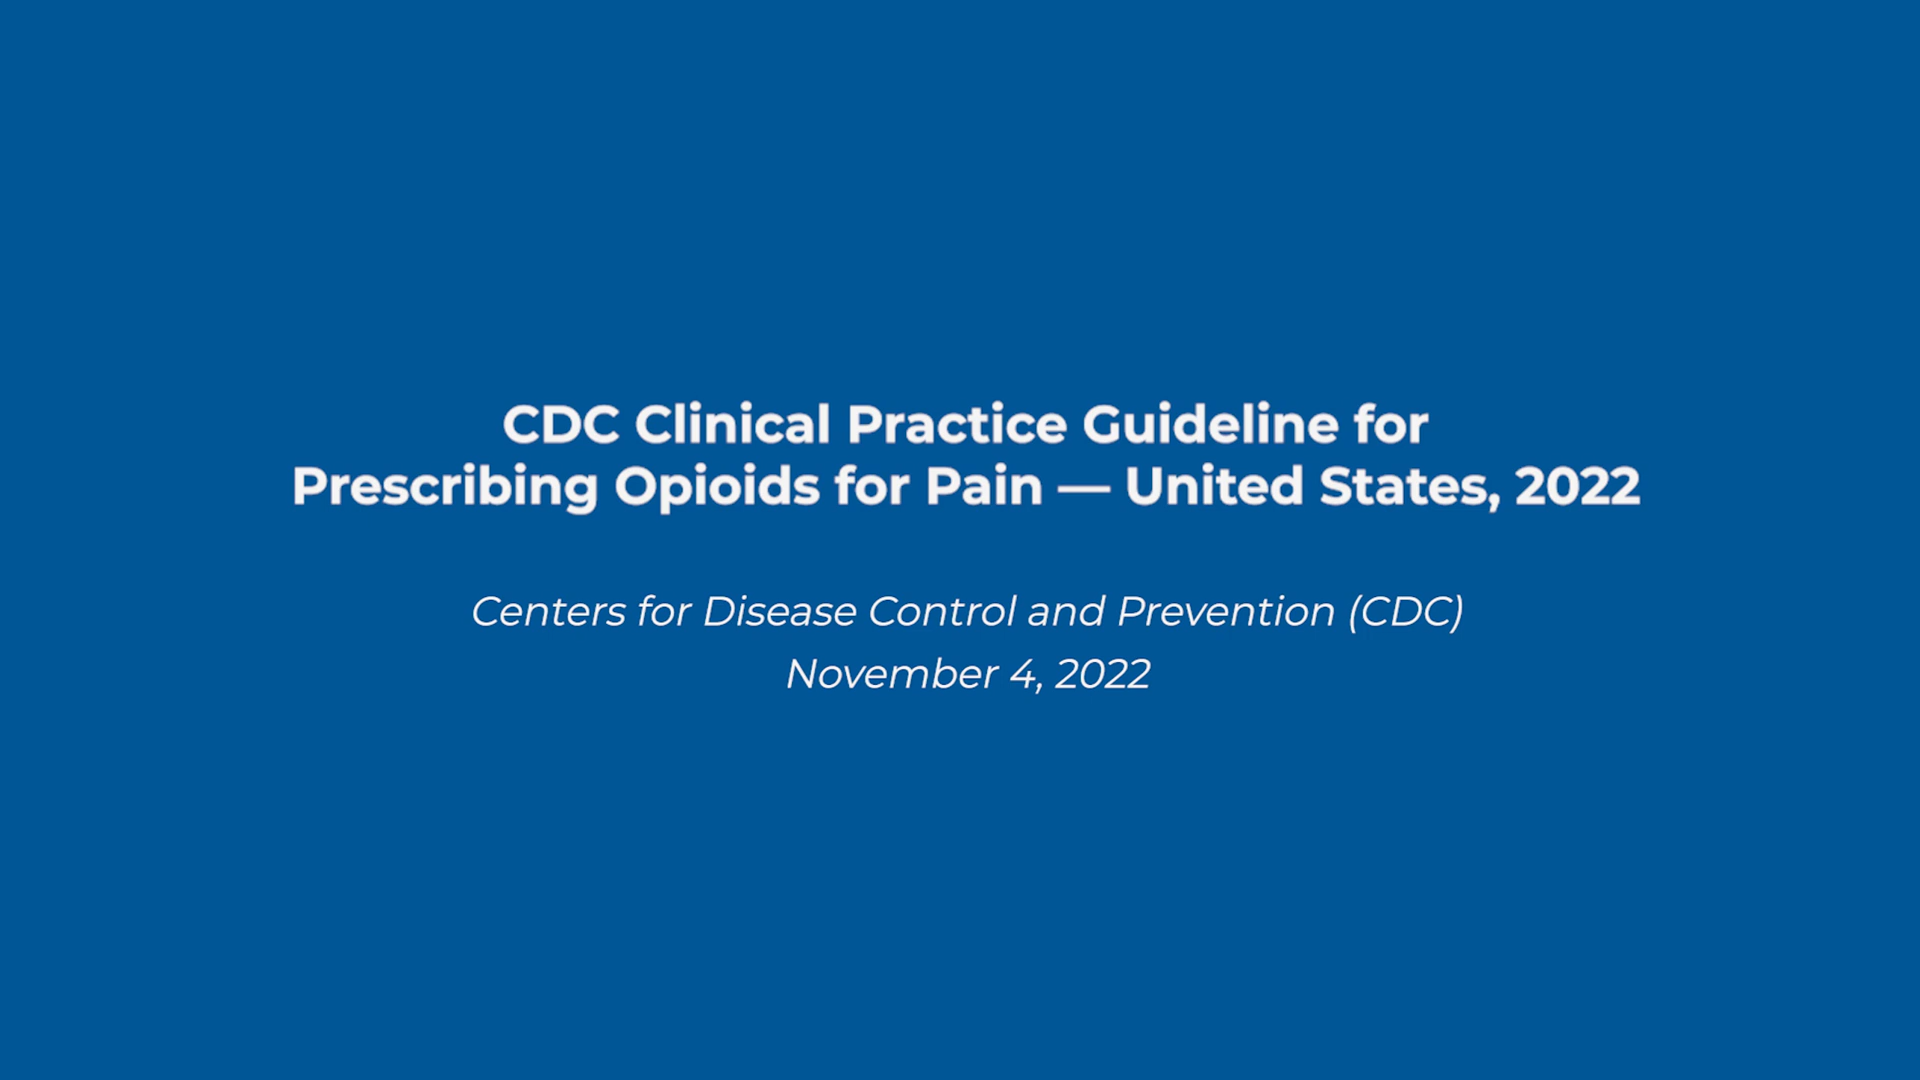 CDC Clinical Practice Guideline for
Prescribing Opioids for Pain — United States, 2022
Centers for Disease Control and Prevention (CDC)
November 4, 2022